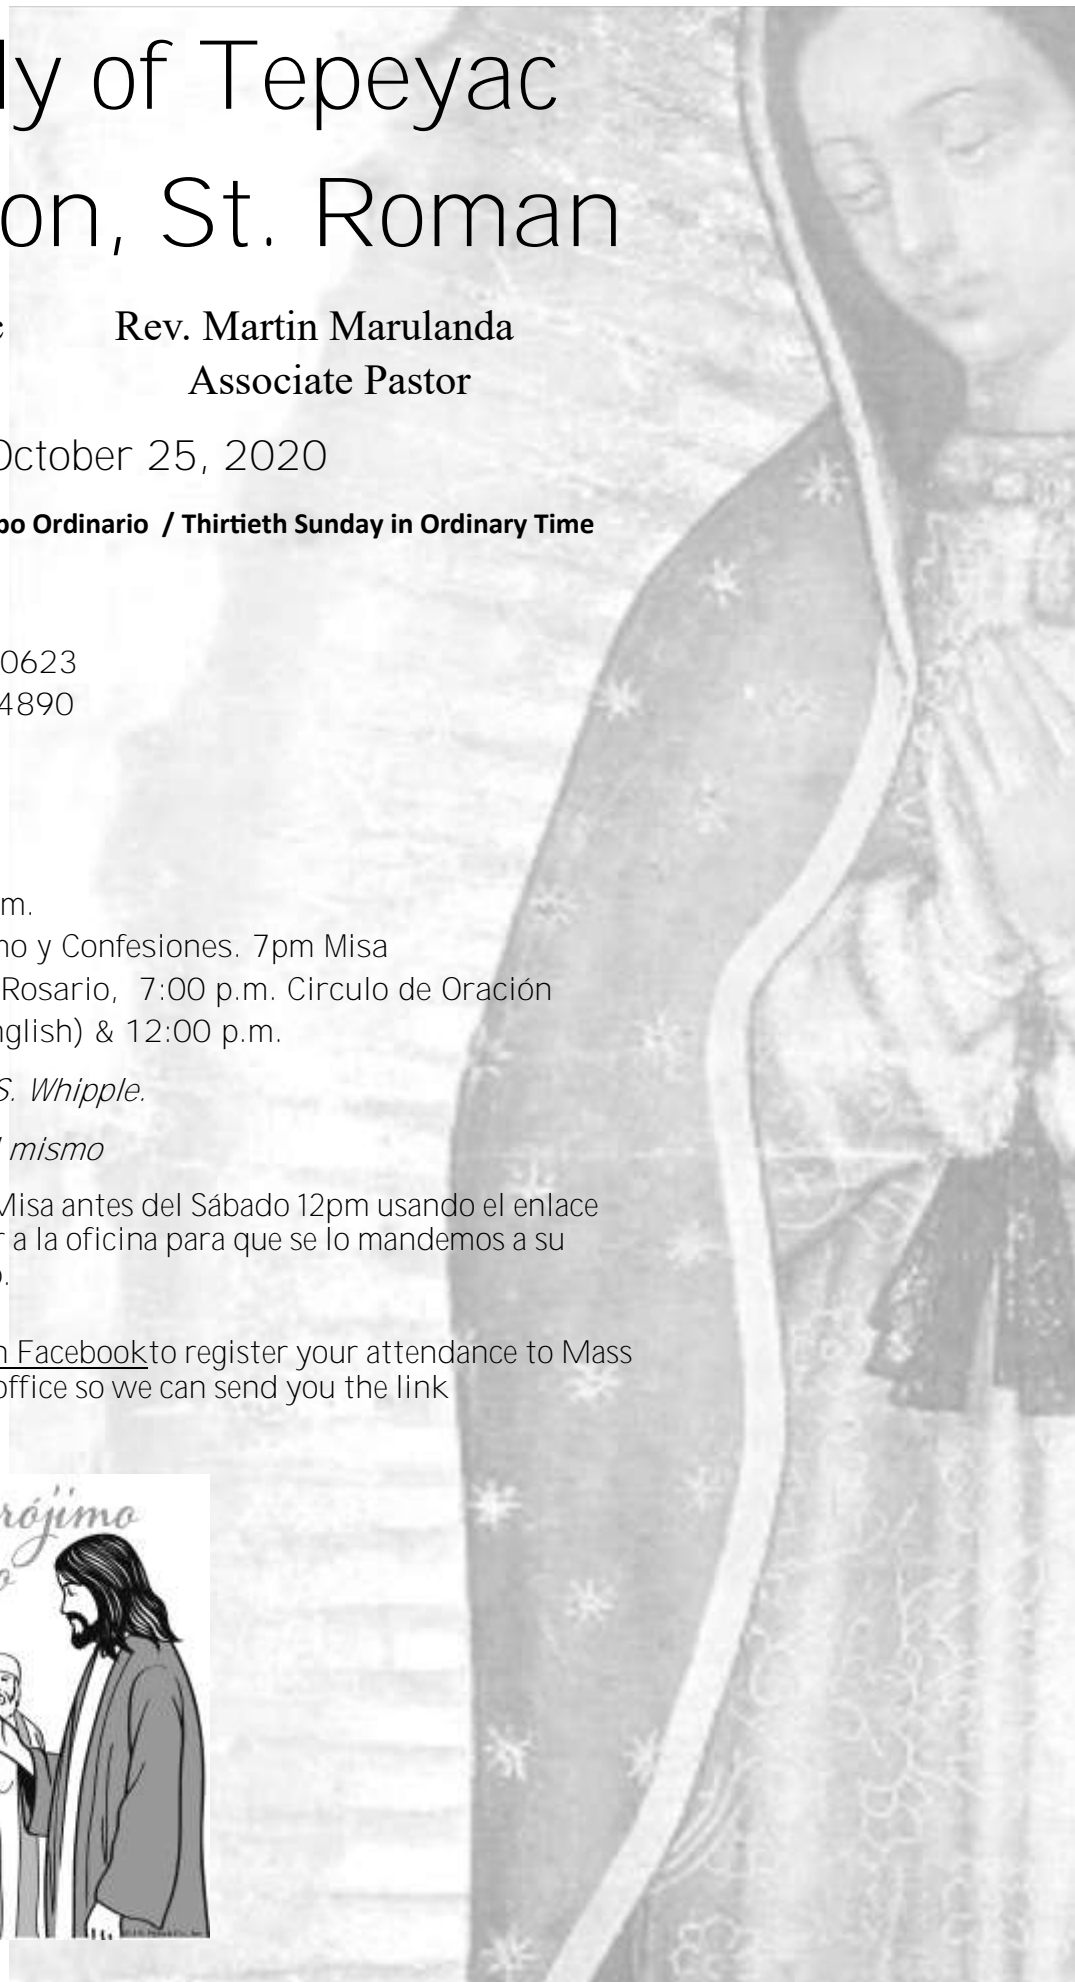 ly of Tepeyac
on, St. Roman
c Rev. Martin Marulanda
Associate Pastor
October 25, 2020
po Ordinario / Thirtieth Sunday in Ordinary Time
0623
4890
m.
no y Confesiones. 7pm Misa
Rosario, 7:00 p.m. Circulo de Oración
nglish) & 12:00 p.m.
S. Whipple.
l mismo
Misa antes del Sábado 12pm usando el enlace
r a la oficina para que se lo mandemos a su
o.
n Facebook to register your attendance to Mass
office so we can send you the link
rójimo
o